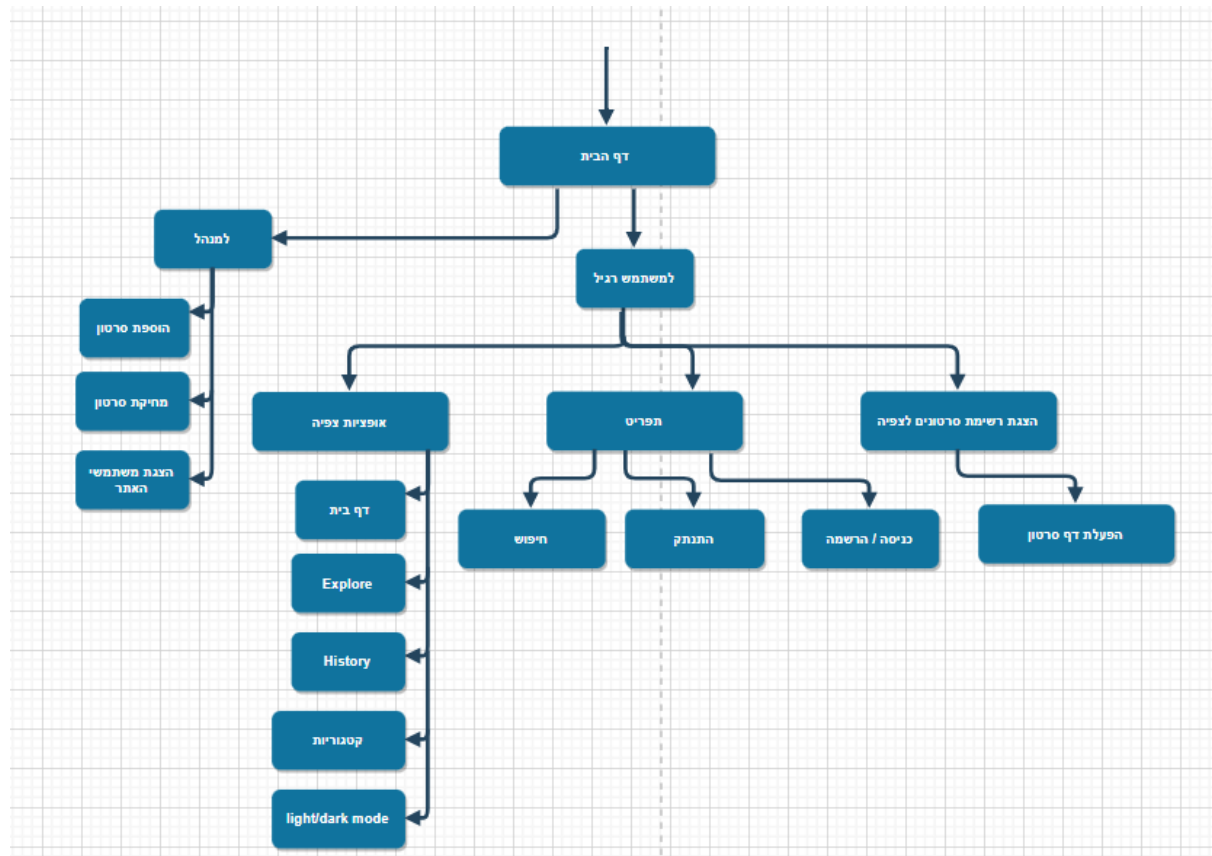 דף הבית
למנהל
למשתמש רגיל
הוספת סרטון
מחיקת סרטון
הצגת משתמשי
האתר
הצגת רשימת סרטונים לצפיה
תפריט
אופציות צפיה
הפעלת דף סרטון
כניסה / הרשמה
התנתק
חיפוש
דף בית
Explore
History
קטגוריות
light/dark mode